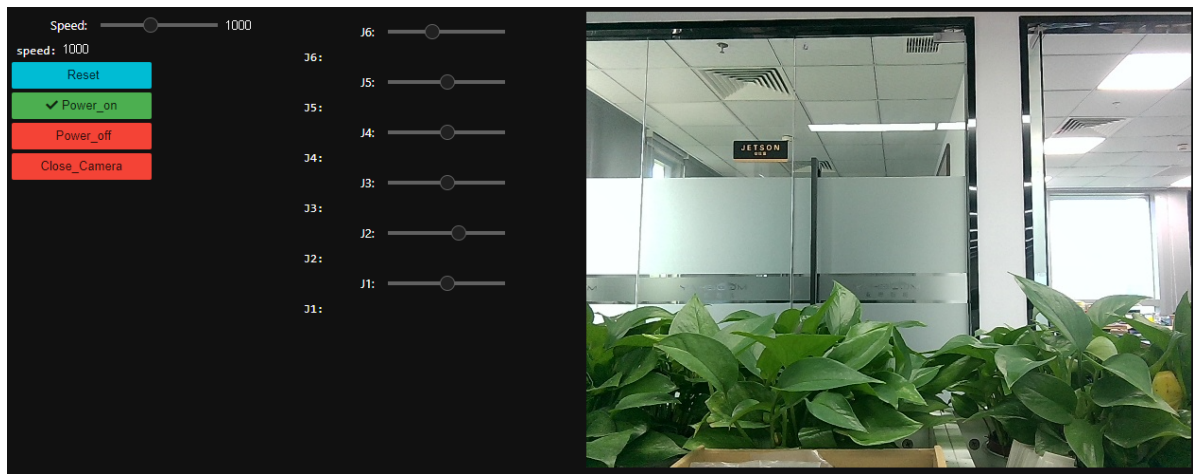 Speed: 1000
speed: 1000
Reset
Power_on
Power_off
Close_Camera
J6:
J6:
J5:
J5:
J4:
J4:
J3:
J3:
J2:
J2:
J1:
J1:
JETSON